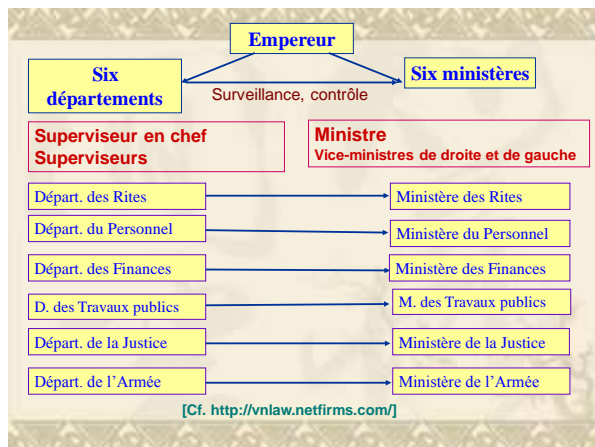 Empereur
Six
départements
Six ministères
Surveillance, contrôle
Superviseur en chef
Superviseurs
Ministre
Vice-ministres de droite et de gauche
Départ. des Rites
Ministère des Rites
Départ. du Personnel
Ministère du Personnel
Départ. des Finances
Ministère des Finances
D. des Travaux publics
M. des Travaux publics
Départ. de la Justice
Ministère de la Justice
Départ. de l’Armée
Ministère de l’Armée
[Cf. http://vnlaw.netfirms.com/]